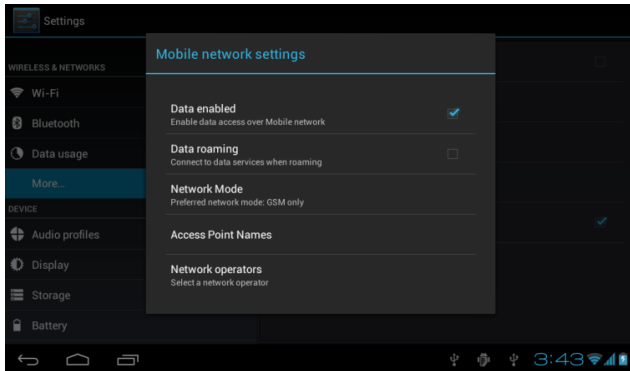 Settings
WIRELESS & NETWORKS
Wi-Fi
Bluetooth
Data usage
More...
DEVICE
Audio profiles
Display
Storage
Battery
Mobile network settings
Data enabled
Enable data access over Mobile network
Data roaming
Connect to data services when roaming
Network Mode
Preferred network mode: GSM only
Access Point Names
Network operators
Select a network operator
3:43